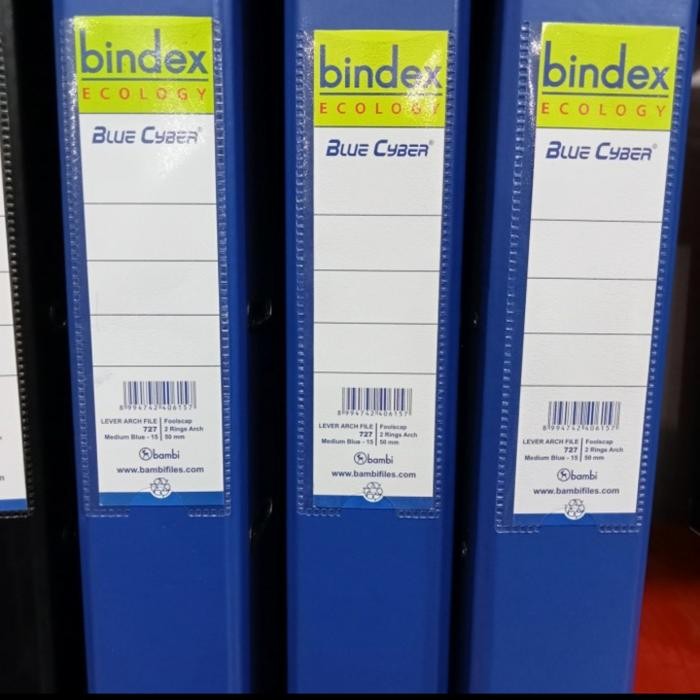 bindex
ECOLOGY
BLUE CYBER®
8994742406157
LEVER ARCH FILE | Foolscap
727 | 2 Rings Arch
Medium Blue - 15 | 50 mm
bambi
www.bambifiles.com
bindex
ECOLOGY
BLUE CYBER®
8994742406157
LEVER ARCH FILE | Foolscap
727 | 2 Rings Arch
Medium Blue - 15 | 50 mm
bambi
www.bambifiles.com
bindex
ECOLOGY
BLUE CYBER®
8994742406157
LEVER ARCH FILE | Foolscap
727 | 2 Rings Arch
Medium Blue - 15 | 50 mm
bambi
www.bambifiles.com